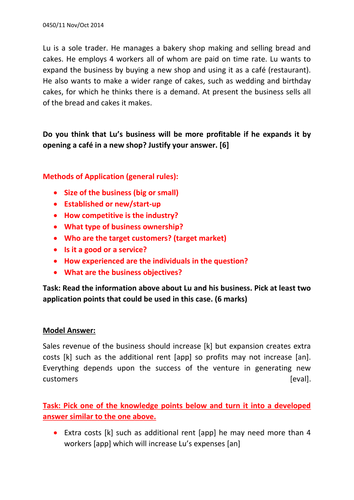 0450/11 Nov/Oct 2014
Lu is a sole trader. He manages a bakery shop making and selling bread and
cakes. He employs 4 workers all of whom are paid on time rate. Lu wants to
expand the business by buying a new shop and using it as a café (restaurant).
He also wants to make a wider range of cakes, such as wedding and birthday
cakes, for which he thinks there is a demand. At present the business sells all
of the bread and cakes it makes.
Do you think that Lu's business will be more profitable if he expands it by
opening a café in a new shop? Justify your answer. [6]
Methods of Application (general rules):
• Size of the business (big or small)
• Established or new/start-up
• How competitive is the industry?
• What type of business ownership?
• Who are the target customers? (target market)
• Is it a good or a service?
• How experienced are the individuals in the question?
• What are the business objectives?
Task: Read the information above about Lu and his business. Pick at least two
application points that could be used in this case. (6 marks)
Model Answer:
Sales revenue of the business should increase [k] but expansion creates extra
costs [k] such as the additional rent [app] so profits may not increase [an].
Everything depends upon the success of the venture in generating new
customers [eval].
Task: Pick one of the knowledge points below and turn it into a developed
answer similar to the one above.
• Extra costs [k] such as additional rent [app] he may need more than 4
workers [app] which will increase Lu's expenses [an]